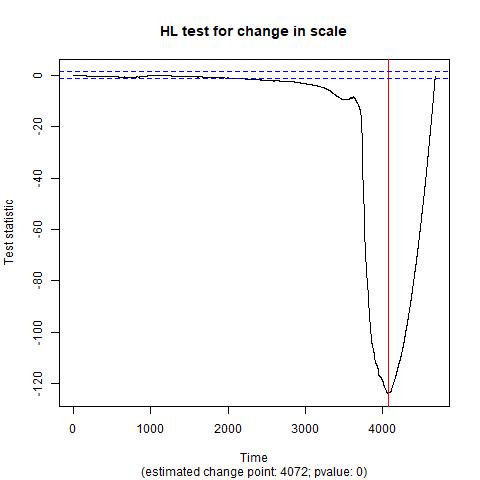 HL test for change in scale
Test statistic
0
-20
-40
-60
-80
-100
-120
0 1000 2000 3000 4000
Time
(estimated change point: 4072; pvalue: 0)